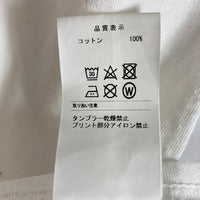 品質表示
コットン 100%
30
W
取り扱い注意
タンブラー乾燥禁止
プリント部分アイロン禁止